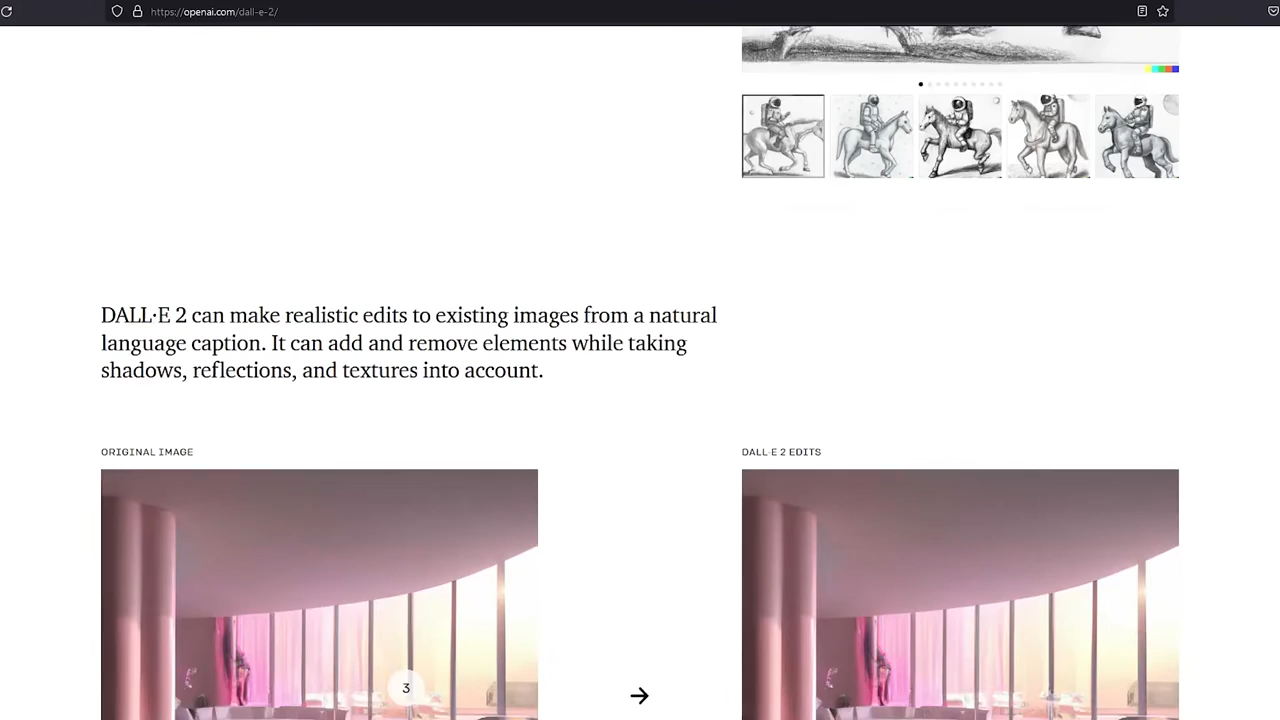 https://openai.com/dall-e-2/
DALL·E 2 can make realistic edits to existing images from a natural
language caption. It can add and remove elements while taking
shadows, reflections, and textures into account.
ORIGINAL IMAGE
DALL·E 2 EDITS
3